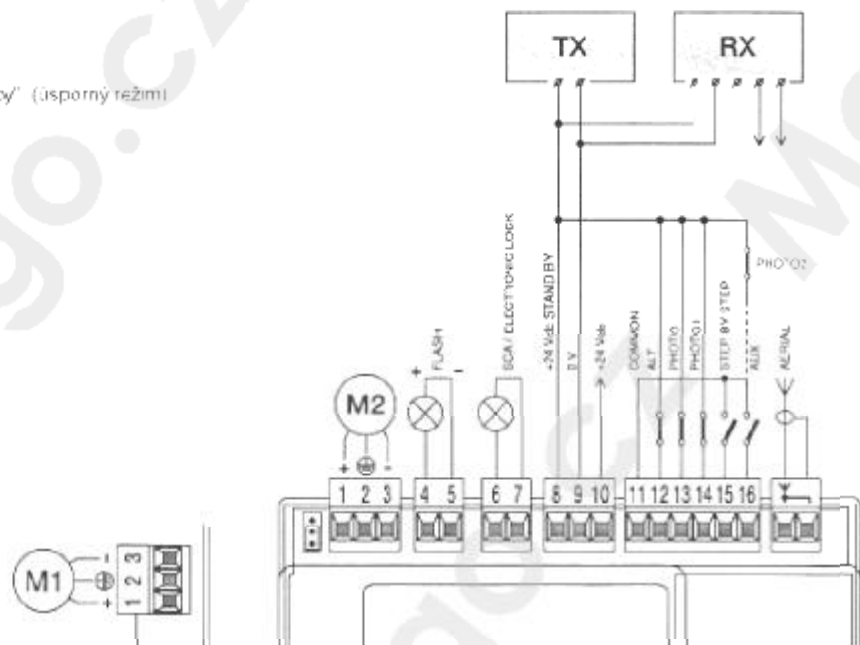 TX
RX
by" (úsporný režim)
PHOTO2
SCA / ELECTRONIC LOCK
+24 Vdc STAND BY
0 V
+24 Vdc
COMMON
ALT
PHOTO
PHOTO1
STEP BY STEP
AUX
AERIAL
+ FLASH -
M2
+ -
1 2 3
4 5
6 7
8 9 10
11 12 13 14 15 16
M1
- +
1 2 3
go.cz